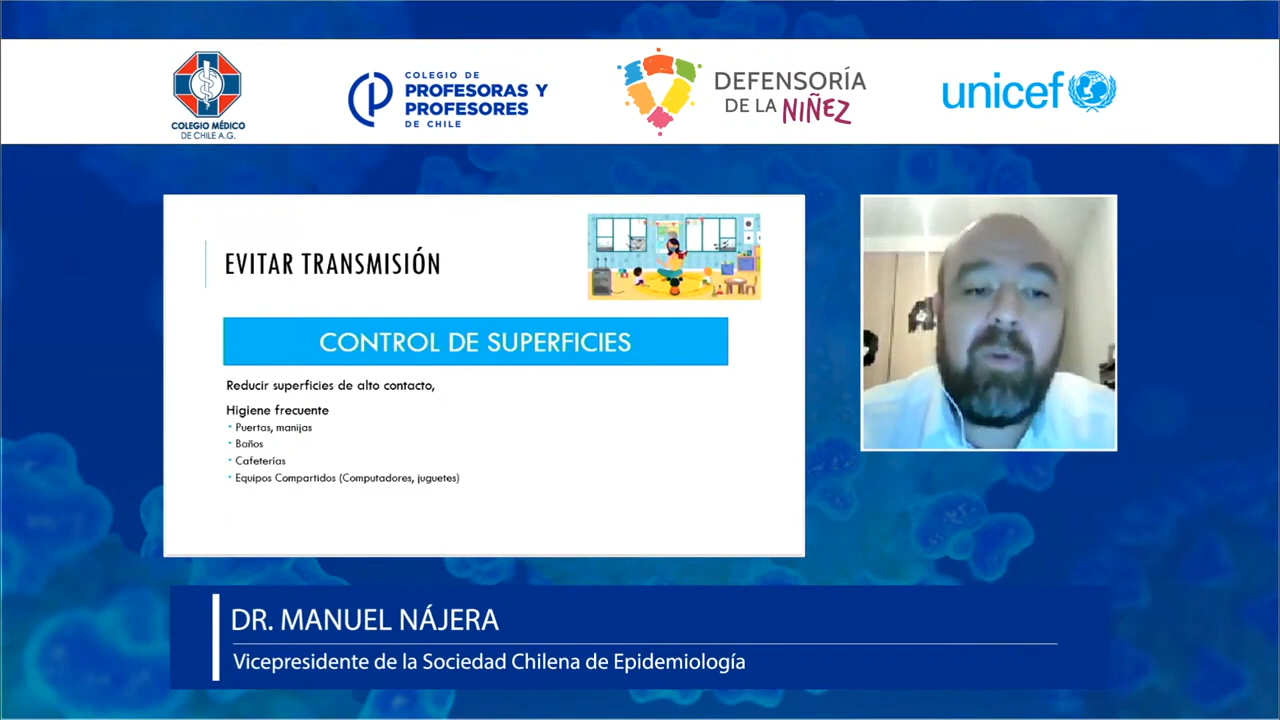 COLEGIO MÉDICO
DE CHILE A.G.
COLEGIO DE
PROFESORAS Y
PROFESORES
DE CHILE
DEFENSORÍA
DE LA NIÑEZ
unicef
EVITAR TRANSMISIÓN
CONTROL DE SUPERFICIES
Reducir superficies de alto contacto,
Higiene frecuente
• Puertas, manijas
• Baños
• Cafeterías
• Equipos Compartidos (Computadores, juguetes)
DR. MANUEL NÁJERA
Vicepresidente de la Sociedad Chilena de Epidemiología